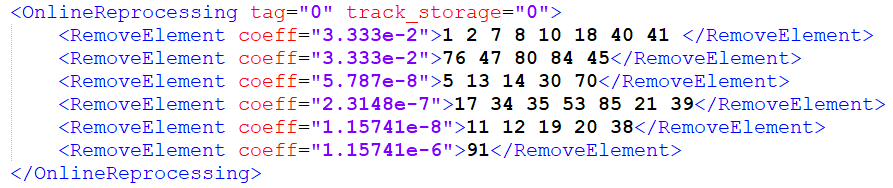 <OnlineReprocessing tag="0" track_storage="0">
<RemoveElement coeff="3.333e-2">1 2 7 8 10 18 40 41 </RemoveElement>
<RemoveElement coeff="3.333e-2">76 47 80 84 45</RemoveElement>
<RemoveElement coeff="5.787e-8">5 13 14 30 70</RemoveElement>
<RemoveElement coeff="2.3148e-7">17 34 35 53 85 21 39</RemoveElement>
<RemoveElement coeff="1.15741e-8">11 12 19 20 38</RemoveElement>
<RemoveElement coeff="1.15741e-6">91</RemoveElement>
</OnlineReprocessing>